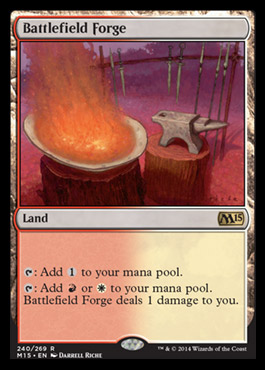 Battlefield Forge
Land
M15
: Add 1 to your mana pool.
: Add or to your mana pool.
Battlefield Forge deals 1 damage to you.
240/269 R
M15 • EN Darrell Riche
™ & © 2014 Wizards of the Coast